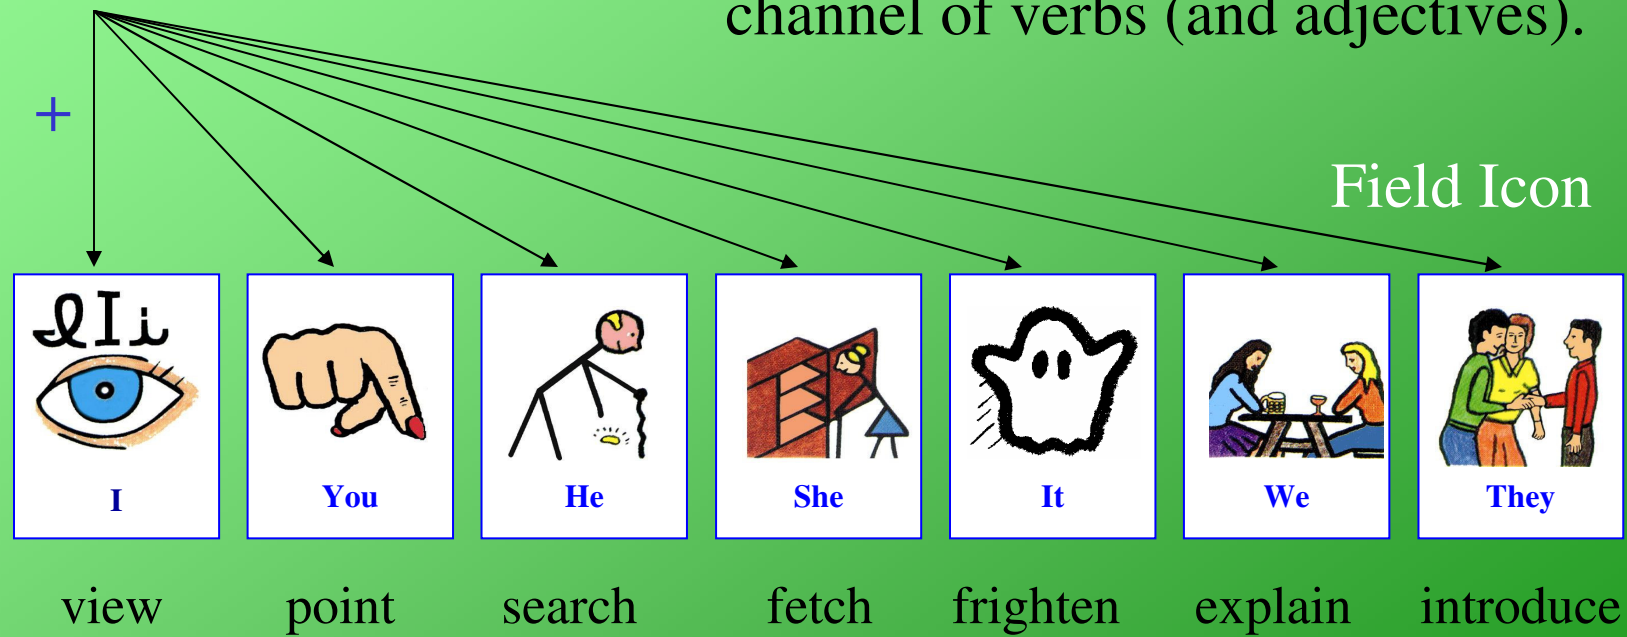 channel of verbs (and adjectives).
+
Field Icon
I I i
I You He She It We They
view point search fetch frighten explain introduce